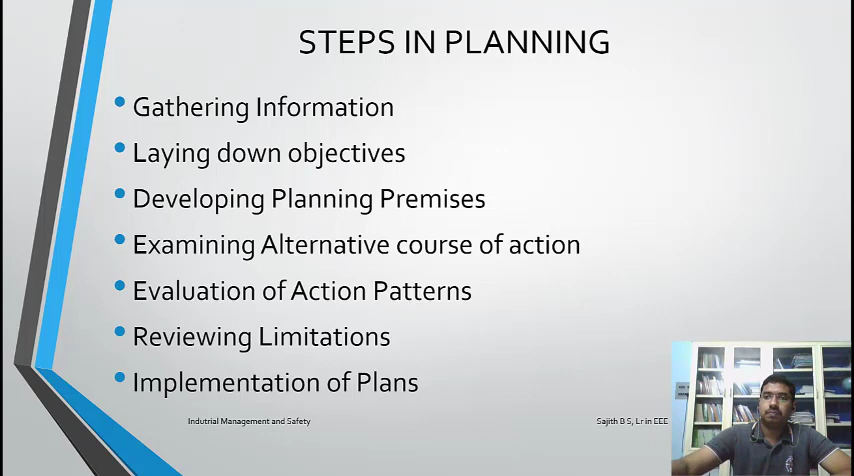 STEPS IN PLANNING
Gathering Information
Laying down objectives
Developing Planning Premises
Examining Alternative course of action
Evaluation of Action Patterns
Reviewing Limitations
Implementation of Plans
Indutrial Management and Safety
Sajith B S, Lr in EEE